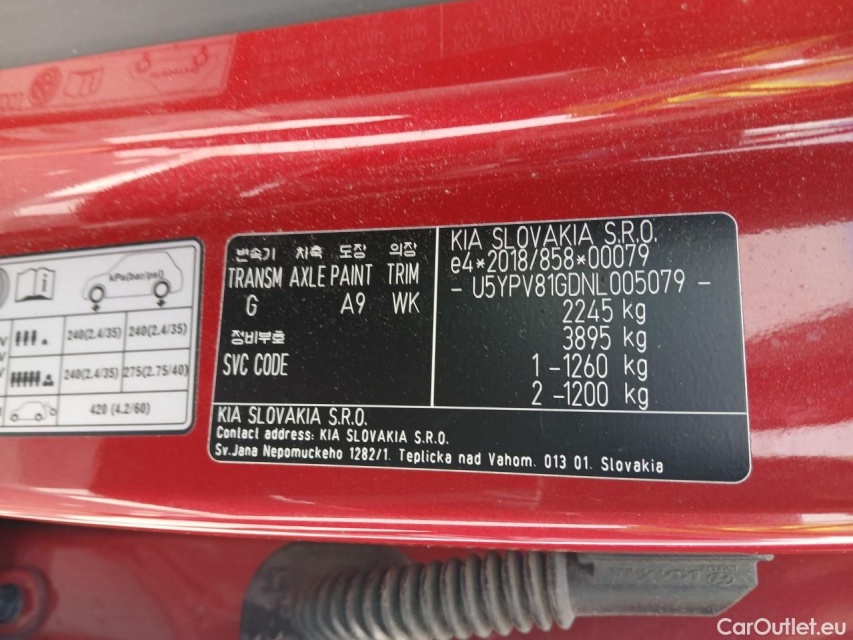 변속기 차축 도장 의장
TRANSM AXLE PAINT TRIM
G A9 WK
정비부호
SVC CODE
KIA SLOVAKIA S.R.O.
e4*2018/858*00079
- U5YPV81GDNL005079 -
2245 kg
3895 kg
1 -1260 kg
2 -1200 kg
KIA SLOVAKIA S.R.O.
Contact address: KIA SLOVAKIA S.R.O.
Sv.Jana Nepomuckeho 1282/1. Teplicka nad Vahom. 013 01. Slovakia
kPa(bar/psi)
240(2.4/35) 240(2.4/35)
240(2.4/35) 275(2.75/40)
420 (4.2/60)
CarOutlet.eu